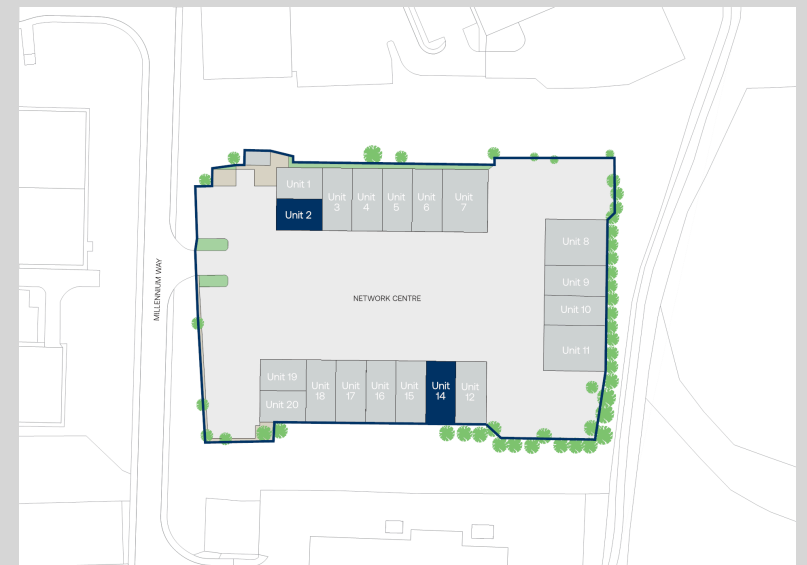 Unit 1
Unit 2
Unit
3
Unit
4
Unit
5
Unit
6
Unit
7
Unit 8
Unit 9
Unit 10
Unit 11
MILLENNIUM WAY
NETWORK CENTRE
Unit 19
Unit 20
Unit
18
Unit
17
Unit
16
Unit
15
Unit
14
Unit
12